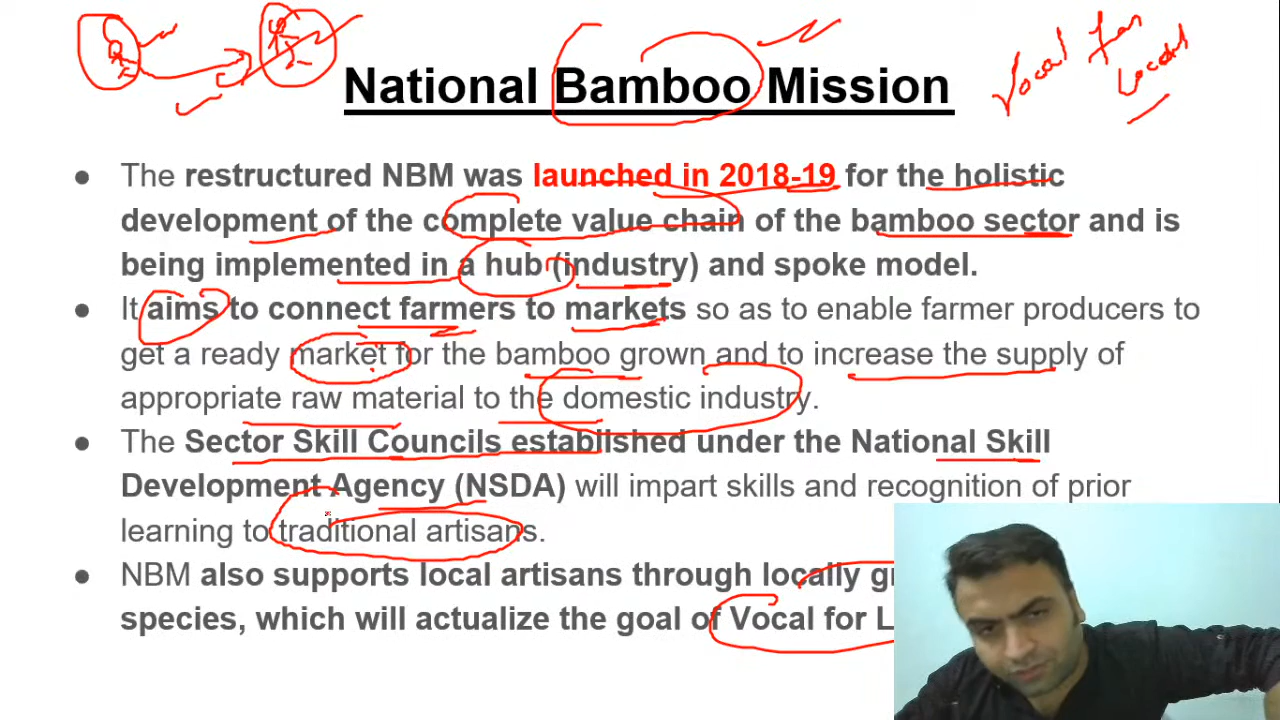 Vocal for Local
National Bamboo Mission
● The restructured NBM was launched in 2018-19 for the holistic
development of the complete value chain of the bamboo sector and is
being implemented in a hub (industry) and spoke model.
● It aims to connect farmers to markets so as to enable farmer producers to
get a ready market for the bamboo grown and to increase the supply of
appropriate raw material to the domestic industry.
● The Sector Skill Councils established under the National Skill
Development Agency (NSDA) will impart skills and recognition of prior
learning to traditional artisans.
● NBM also supports local artisans through locally
species, which will actualize the goal of Vocal for